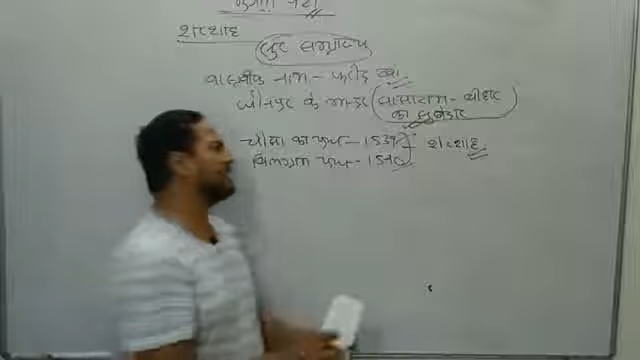 शेरशाह
सूर साम्राज्य
वास्तविक नाम - फरीद खां
जौनपुर के अन्दर (सासाराम - बिहार
का सूबेदार)
चौसा का युद्ध - 1539
बिलग्राम युद्ध - 1540
शेरशाह